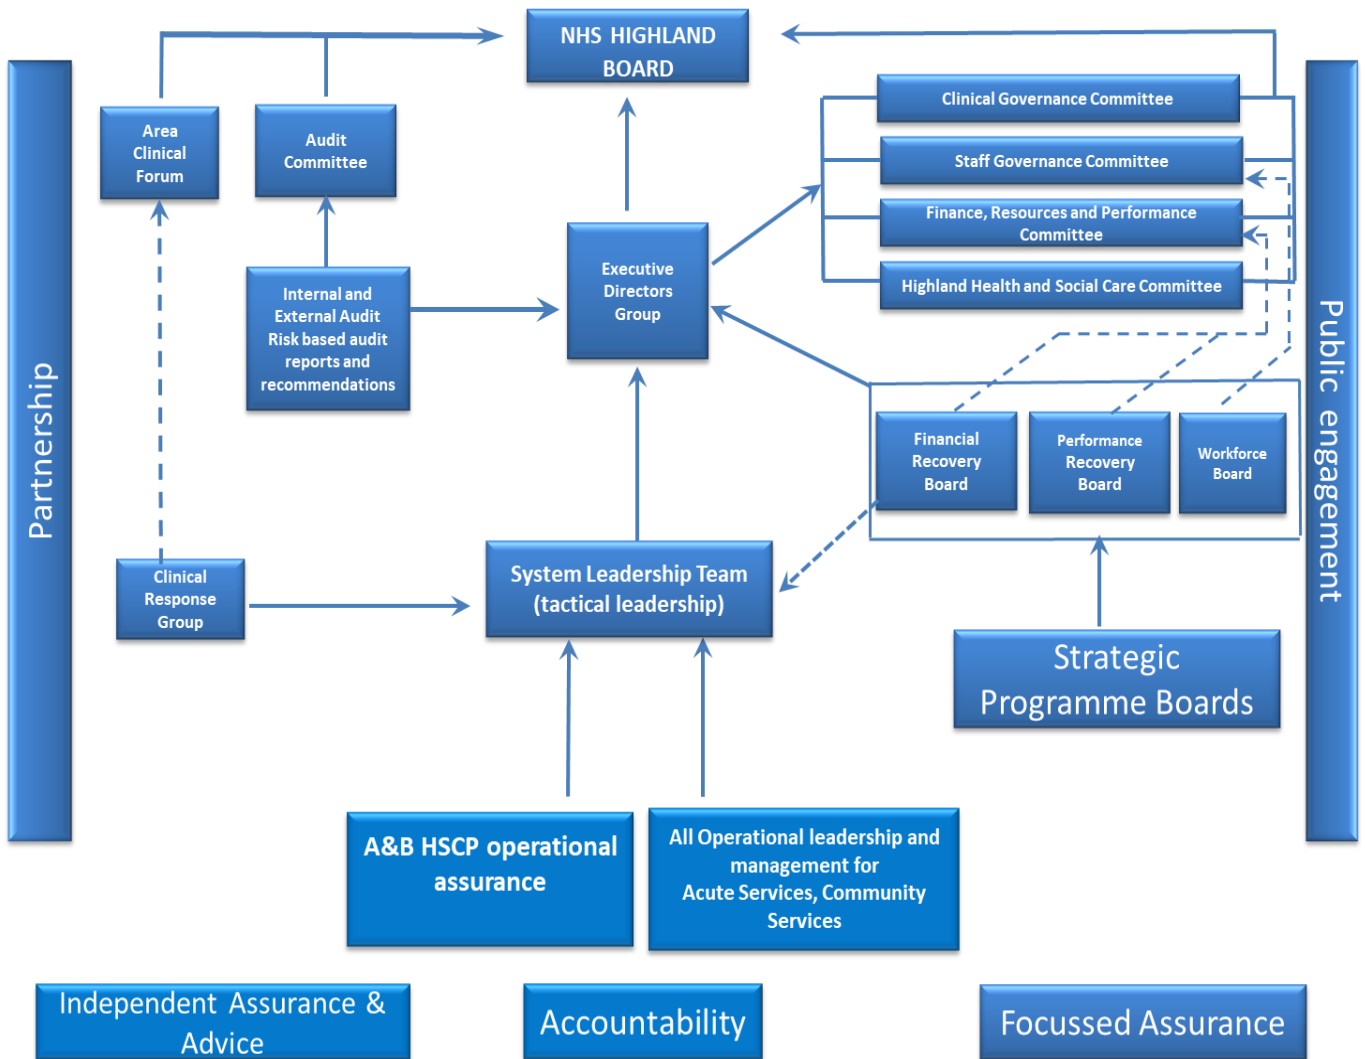 NHS HIGHLAND
BOARD
Partnership
Area
Clinical
Forum
Audit
Committee
Clinical Governance Committee
Staff Governance Committee
Finance, Resources and Performance
Committee
Highland Health and Social Care Committee
Public engagement
Executive
Directors
Group
Internal and
External Audit
Risk based audit
reports and
recommendations
Financial
Recovery
Board
Performance
Recovery
Board
Workforce
Board
Clinical
Response
Group
System Leadership Team
(tactical leadership)
Strategic
Programme Boards
A&B HSCP operational
assurance
All Operational leadership and
management for
Acute Services, Community
Services
Independent Assurance &
Advice
Accountability
Focussed Assurance